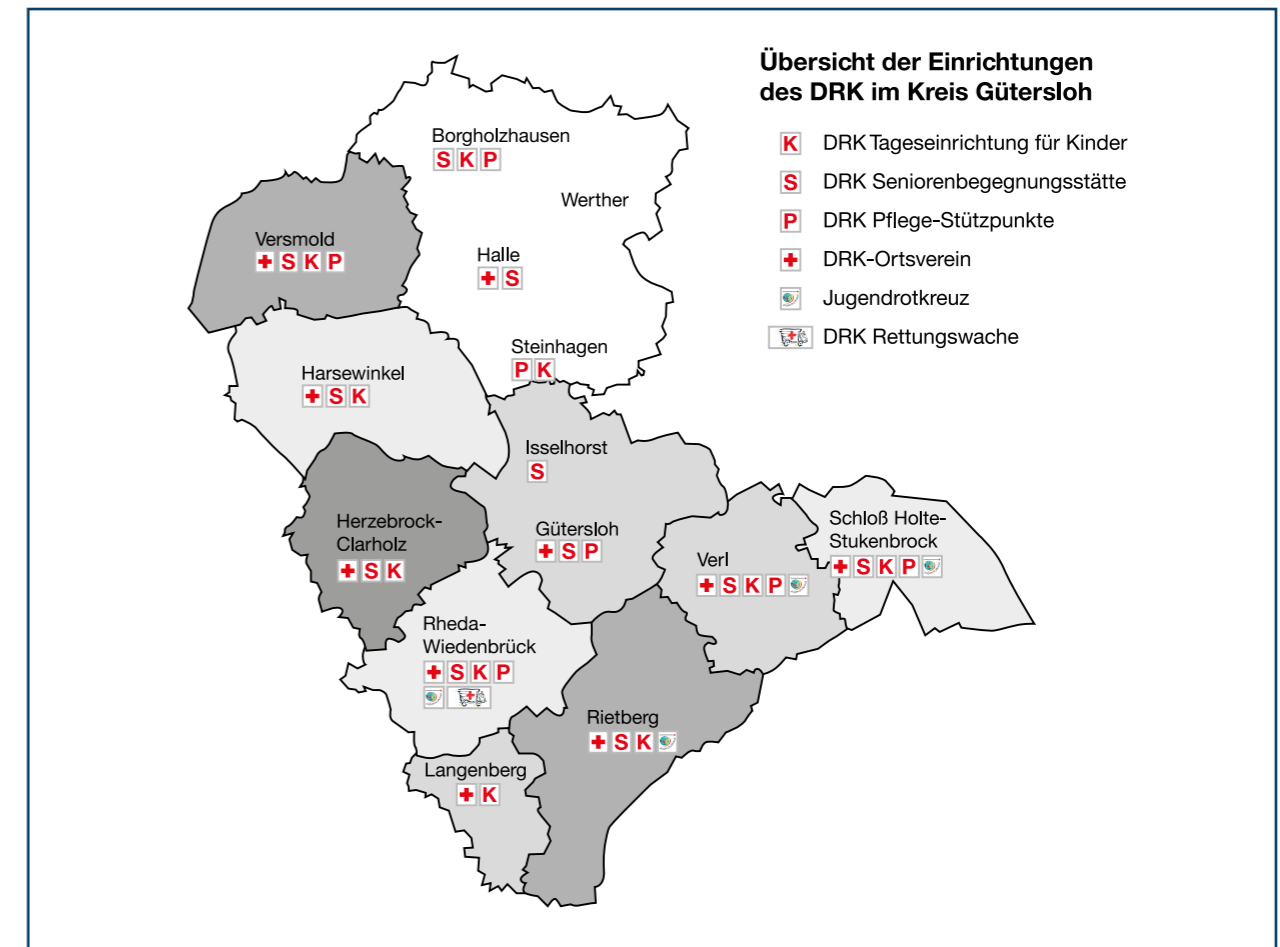 Übersicht der Einrichtungen
des DRK im Kreis Gütersloh
K DRK Tageseinrichtung für Kinder
S DRK Seniorenbegegnungsstätte
P DRK Pflege-Stützpunkte
DRK-Ortsverein
Jugendrotkreuz
DRK Rettungswache
Borgholzhausen
S K P
Werther
Versmold
S K P
Halle
S
Steinhagen
P K
Harsewinkel
S K
Isselhorst
S
Gütersloh
S P
Herzebrock-
Clarholz
S K
Verl
S K P
Schloß Holte-
Stukenbrock
S K P
Rheda-
Wiedenbrück
S K P
Rietberg
S K
Langenberg
K